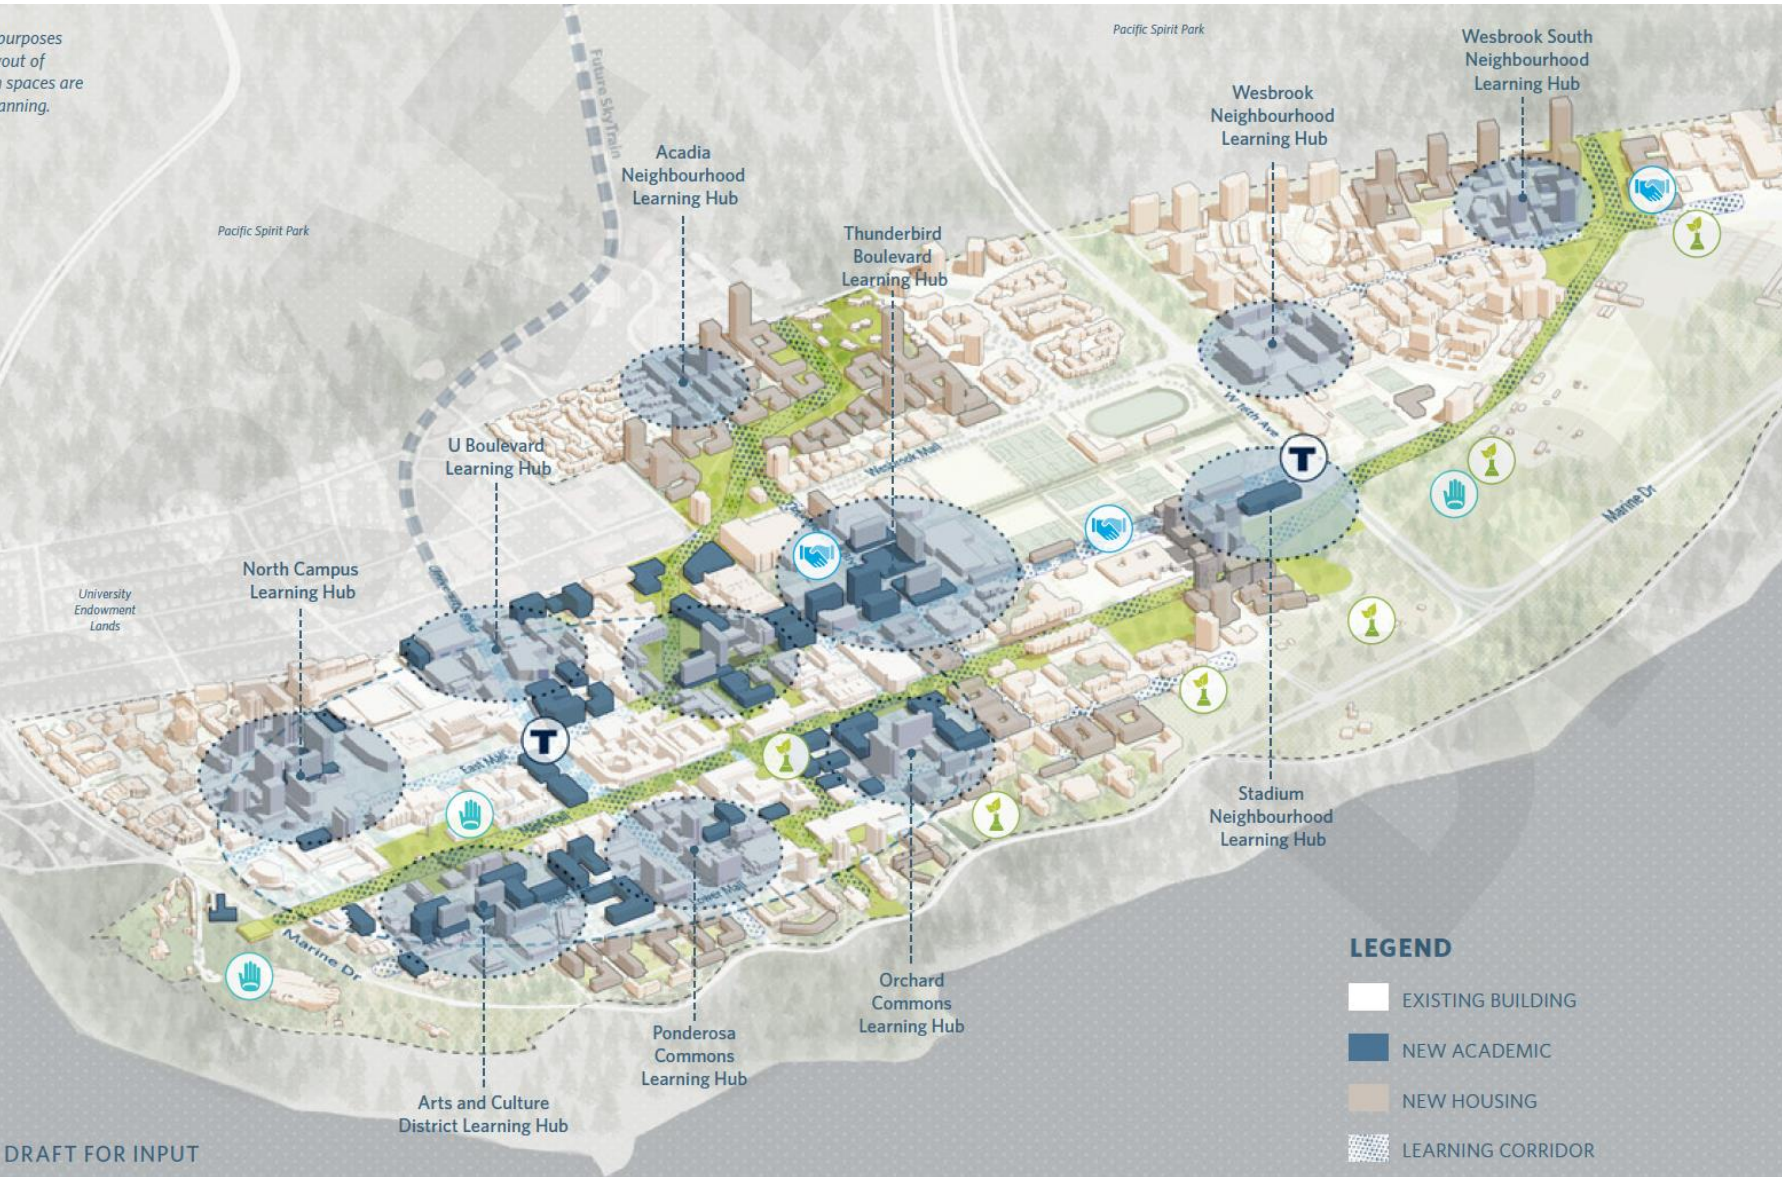 purposes
out of
spaces are
anning.
Pacific Spirit Park
Wesbrook South
Neighbourhood
Learning Hub
Future SkyTrain
Wesbrook
Neighbourhood
Learning Hub
Acadia
Neighbourhood
Learning Hub
Pacific Spirit Park
Thunderbird
Boulevard
Learning Hub
W 16th Ave
U Boulevard
Learning Hub
Wesbrook Mall
T
Marine Dr
North Campus
Learning Hub
University
Endowment
Lands
T
East Mall
Stadium
Neighbourhood
Learning Hub
Lower Mall
Marine Dr
Orchard
Commons
Learning Hub
Ponderosa
Commons
Learning Hub
Arts and Culture
District Learning Hub
LEGEND
EXISTING BUILDING
NEW ACADEMIC
NEW HOUSING
LEARNING CORRIDOR
DRAFT FOR INPUT